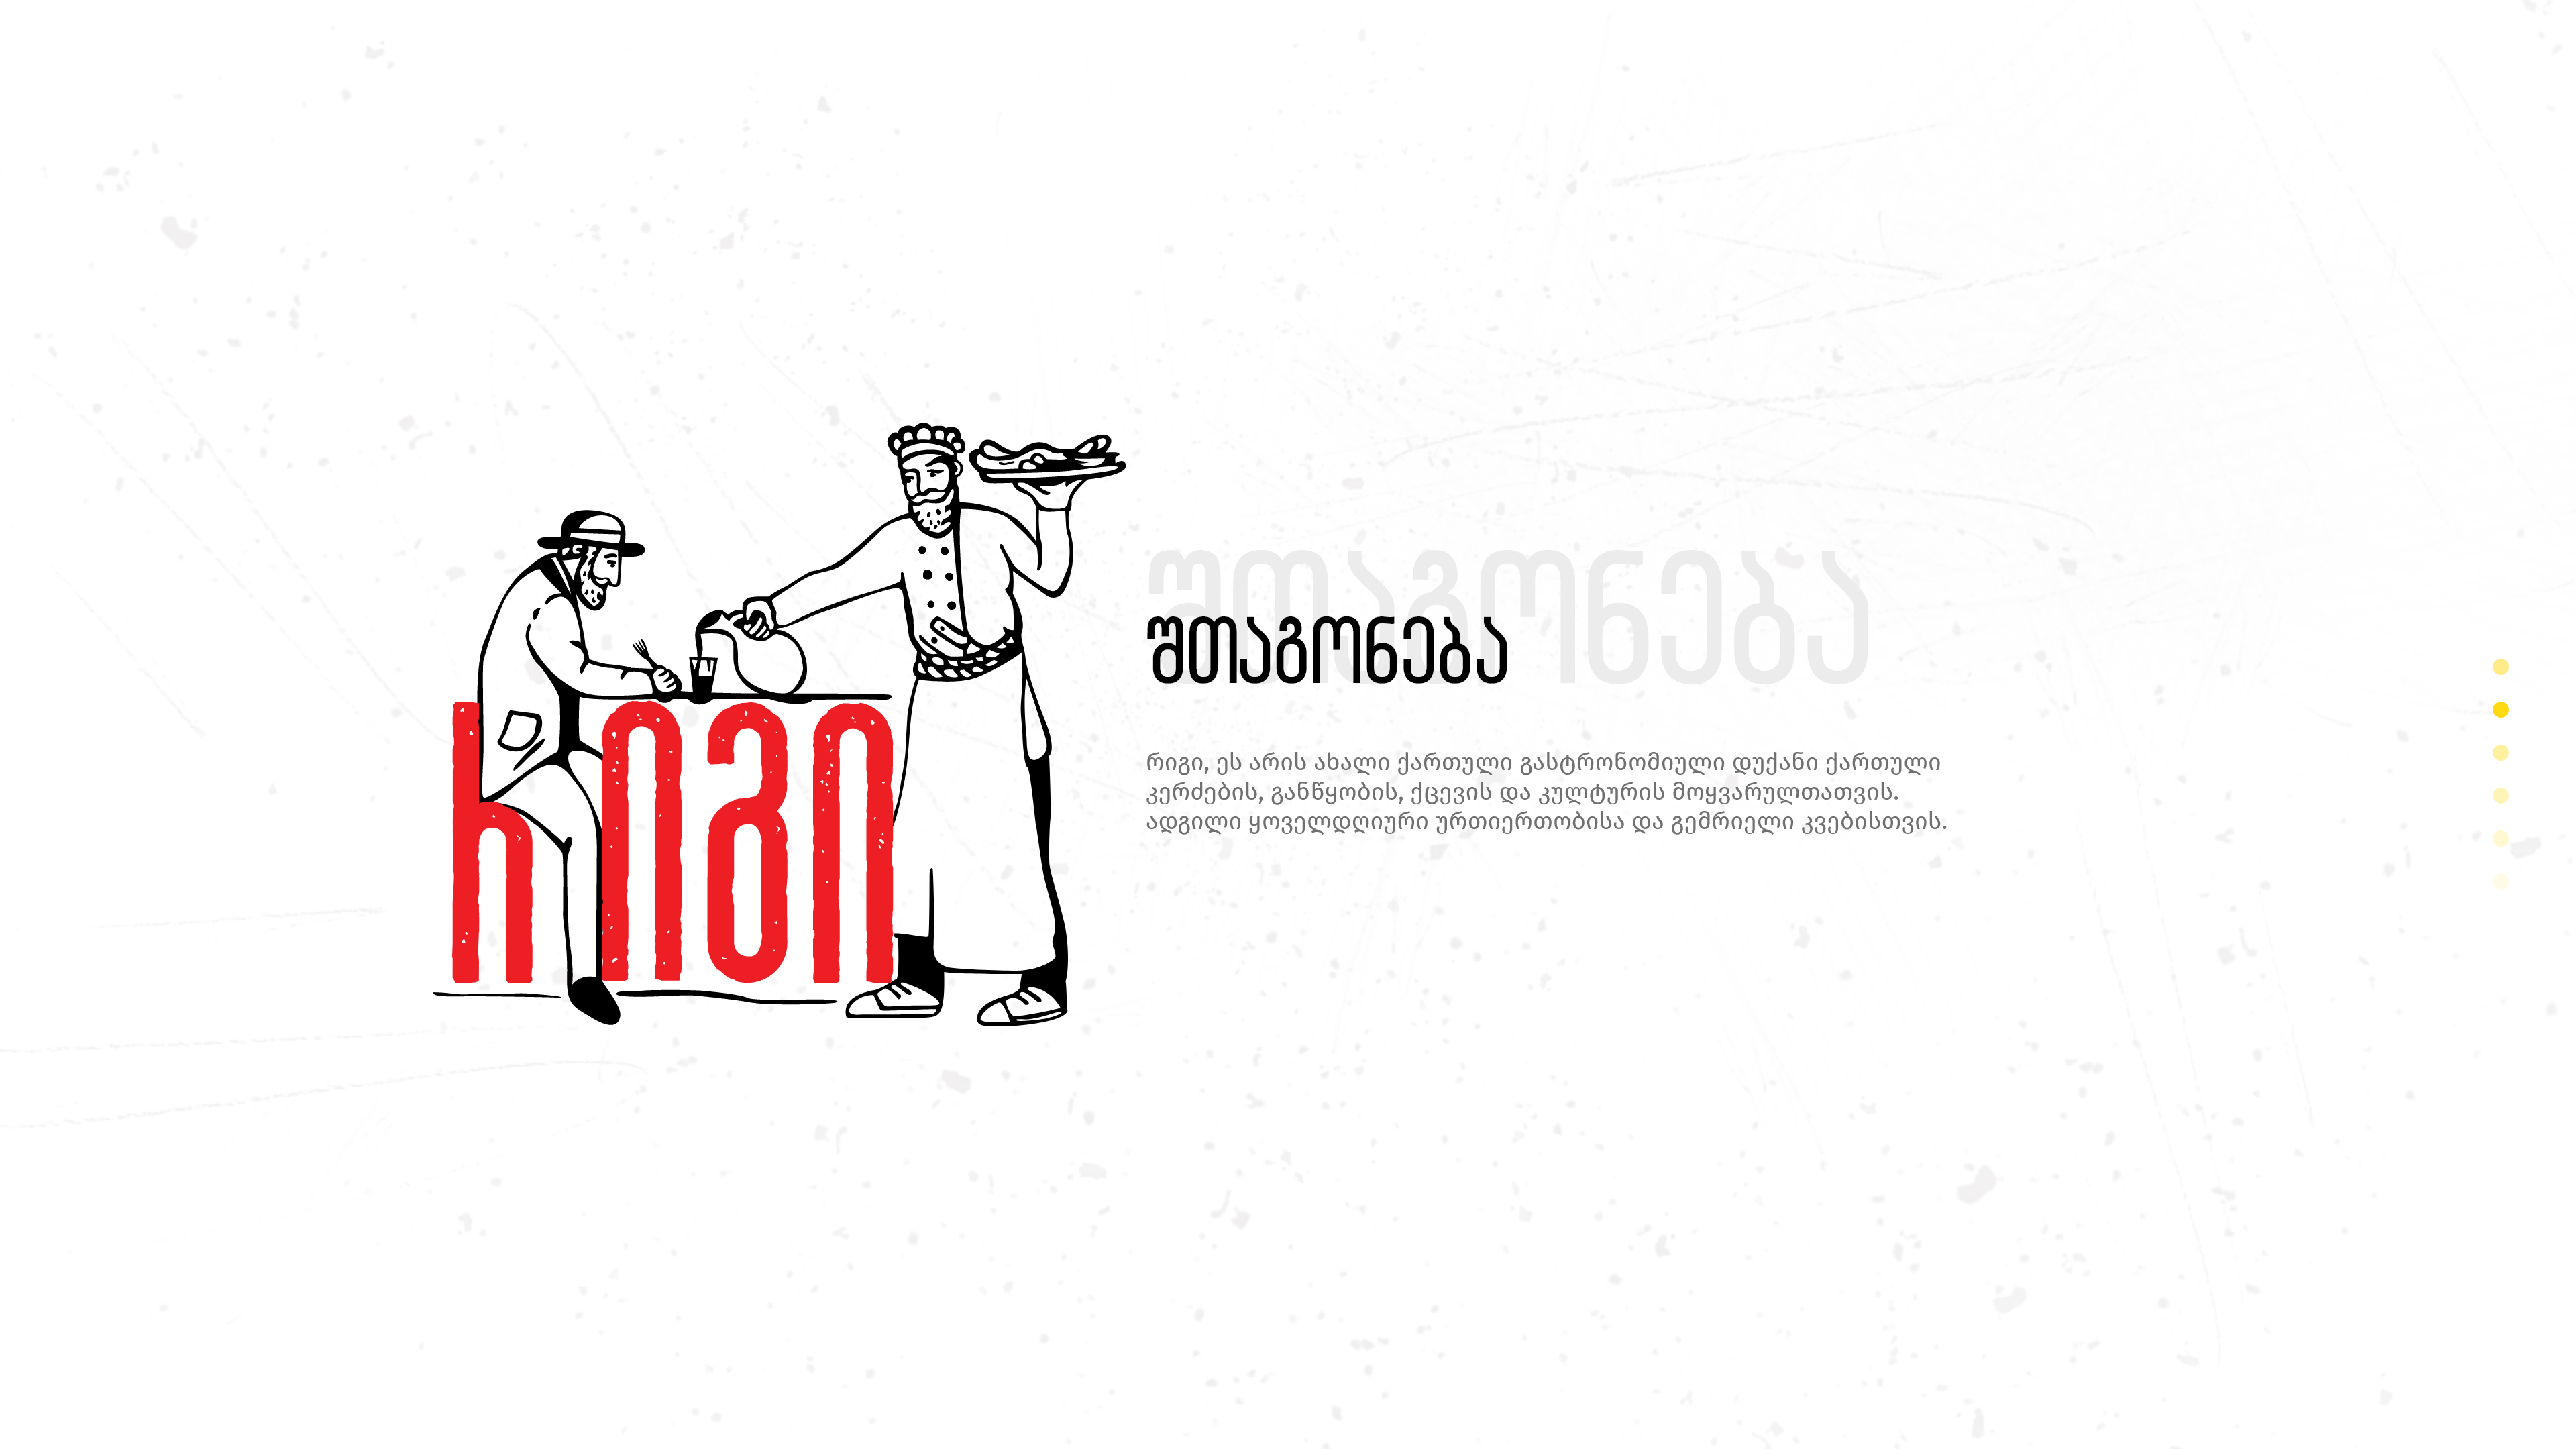 რიგი
შთაგონება
შთაგონება
რიგი, ეს არის ახალი ქართული გასტრონომიული დუქანი ქართული
კერძების, განწყობის, ქცევის და კულტურის მოყვარულთათვის.
ადგილი ყოველდღიური ურთიერთობისა და გემრიელი კვებისთვის.